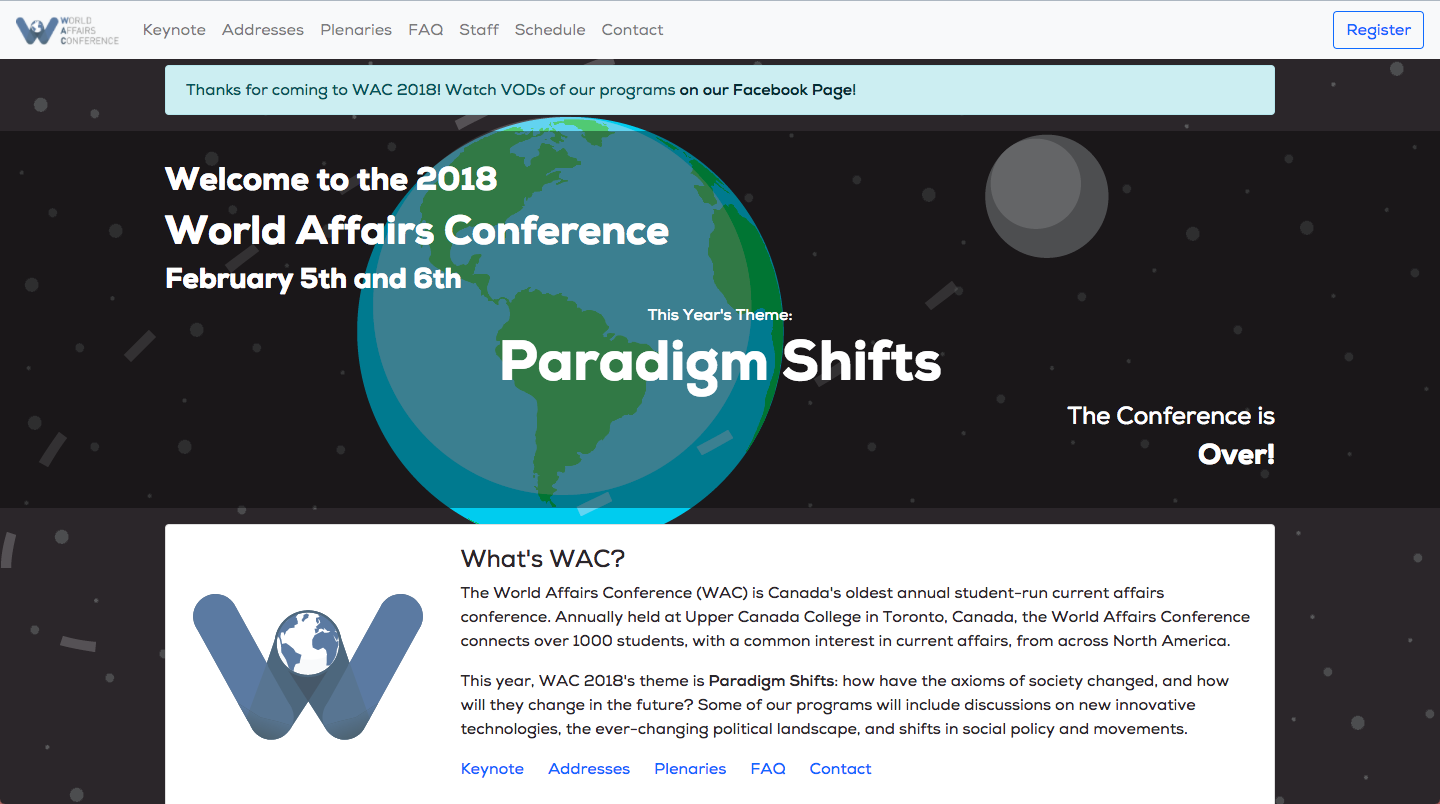 WORLD
AFFAIRS
CONFERENCE
Keynote Addresses Plenaries FAQ Staff Schedule Contact
Register
Thanks for coming to WAC 2018! Watch VODs of our programs on our Facebook Page!
Welcome to the 2018
World Affairs Conference
February 5th and 6th
This Year's Theme:
Paradigm Shifts
The Conference is
Over!
What's WAC?
The World Affairs Conference (WAC) is Canada's oldest annual student-run current affairs
conference. Annually held at Upper Canada College in Toronto, Canada, the World Affairs Conference
connects over 1000 students, with a common interest in current affairs, from across North America.
This year, WAC 2018's theme is Paradigm Shifts: how have the axioms of society changed, and how
will they change in the future? Some of our programs will include discussions on new innovative
technologies, the ever-changing political landscape, and shifts in social policy and movements.
Keynote Addresses Plenaries FAQ Contact